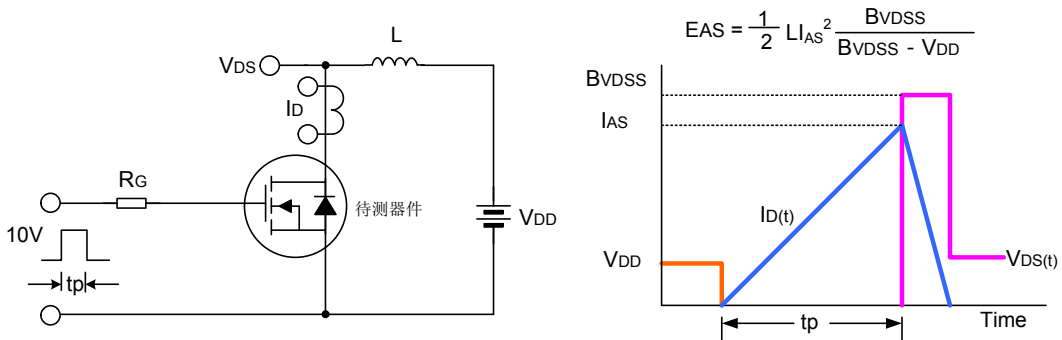 L
VDS
ID
RG
待测器件
VDD
10V
tp
EAS = 1/2 LIAS² BVDSS / BVDSS - VDD
BVDSS
IAS
ID(t)
VDD
VDS(t)
tp
Time